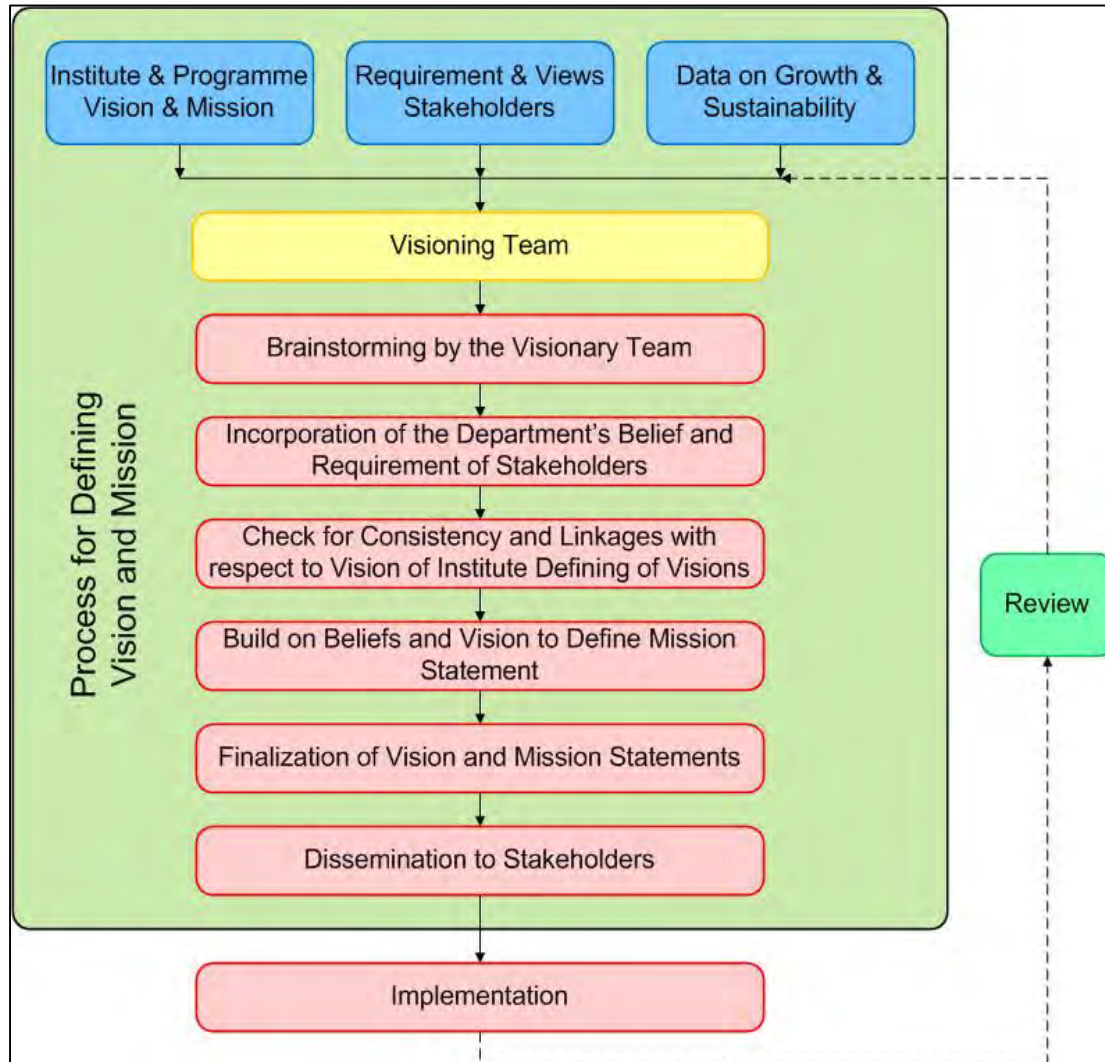 Institute & Programme
Vision & Mission
Requirement & Views
Stakeholders
Data on Growth &
Sustainability
Visioning Team
Brainstorming by the Visionary Team
Incorporation of the Department's Belief and
Requirement of Stakeholders
Check for Consistency and Linkages with
respect to Vision of Institute Defining of Visions
Build on Beliefs and Vision to Define Mission
Statement
Finalization of Vision and Mission Statements
Dissemination to Stakeholders
Implementation
Process for Defining
Vision and Mission
Review